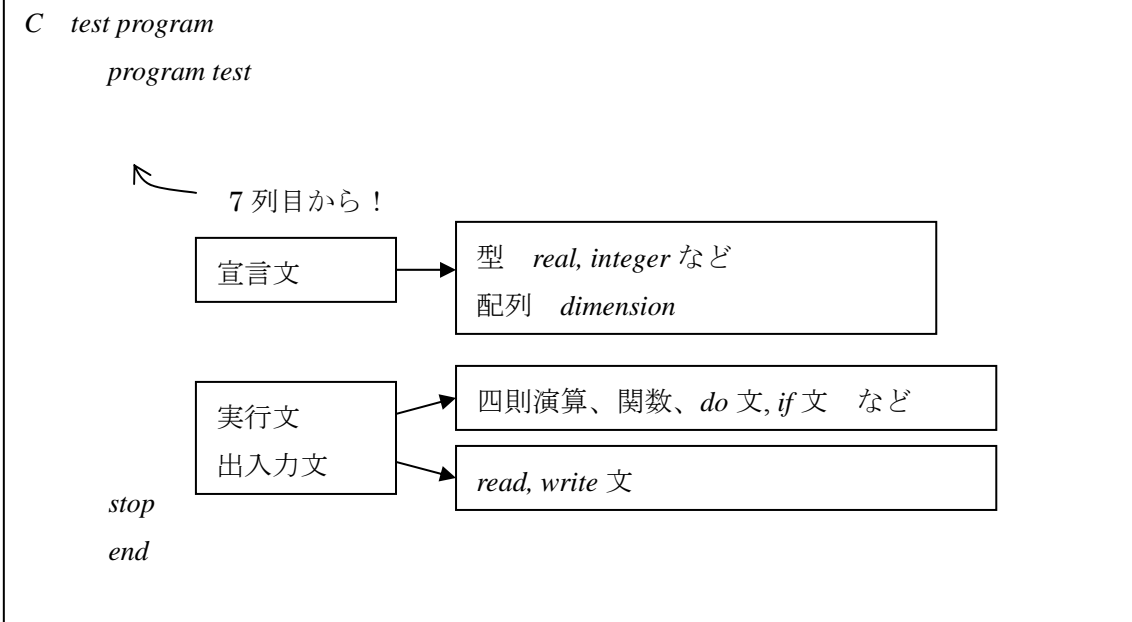 C test program
program test
7 列目から！
宣言文
型 real, integer など
配列 dimension
実行文
出入力文
四則演算、関数、do 文, if 文 など
read, write 文
stop
end